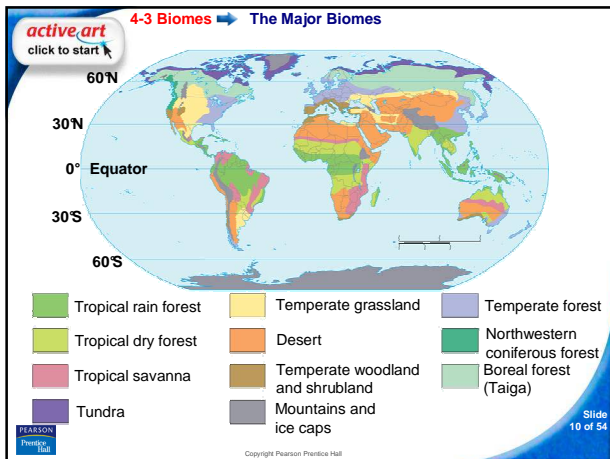 4-3 Biomes The Major Biomes
active art
click to start
60°N
30°N
0° Equator
30°S
60°S
Tropical rain forest
Tropical dry forest
Tropical savanna
Tundra
Temperate grassland
Desert
Temperate woodland
and shrubland
Mountains and
ice caps
Temperate forest
Northwestern
coniferous forest
Boreal forest
(Taiga)
PEARSON
Prentice
Hall
Slide
10 of 54
Copyright Pearson Prentice Hall